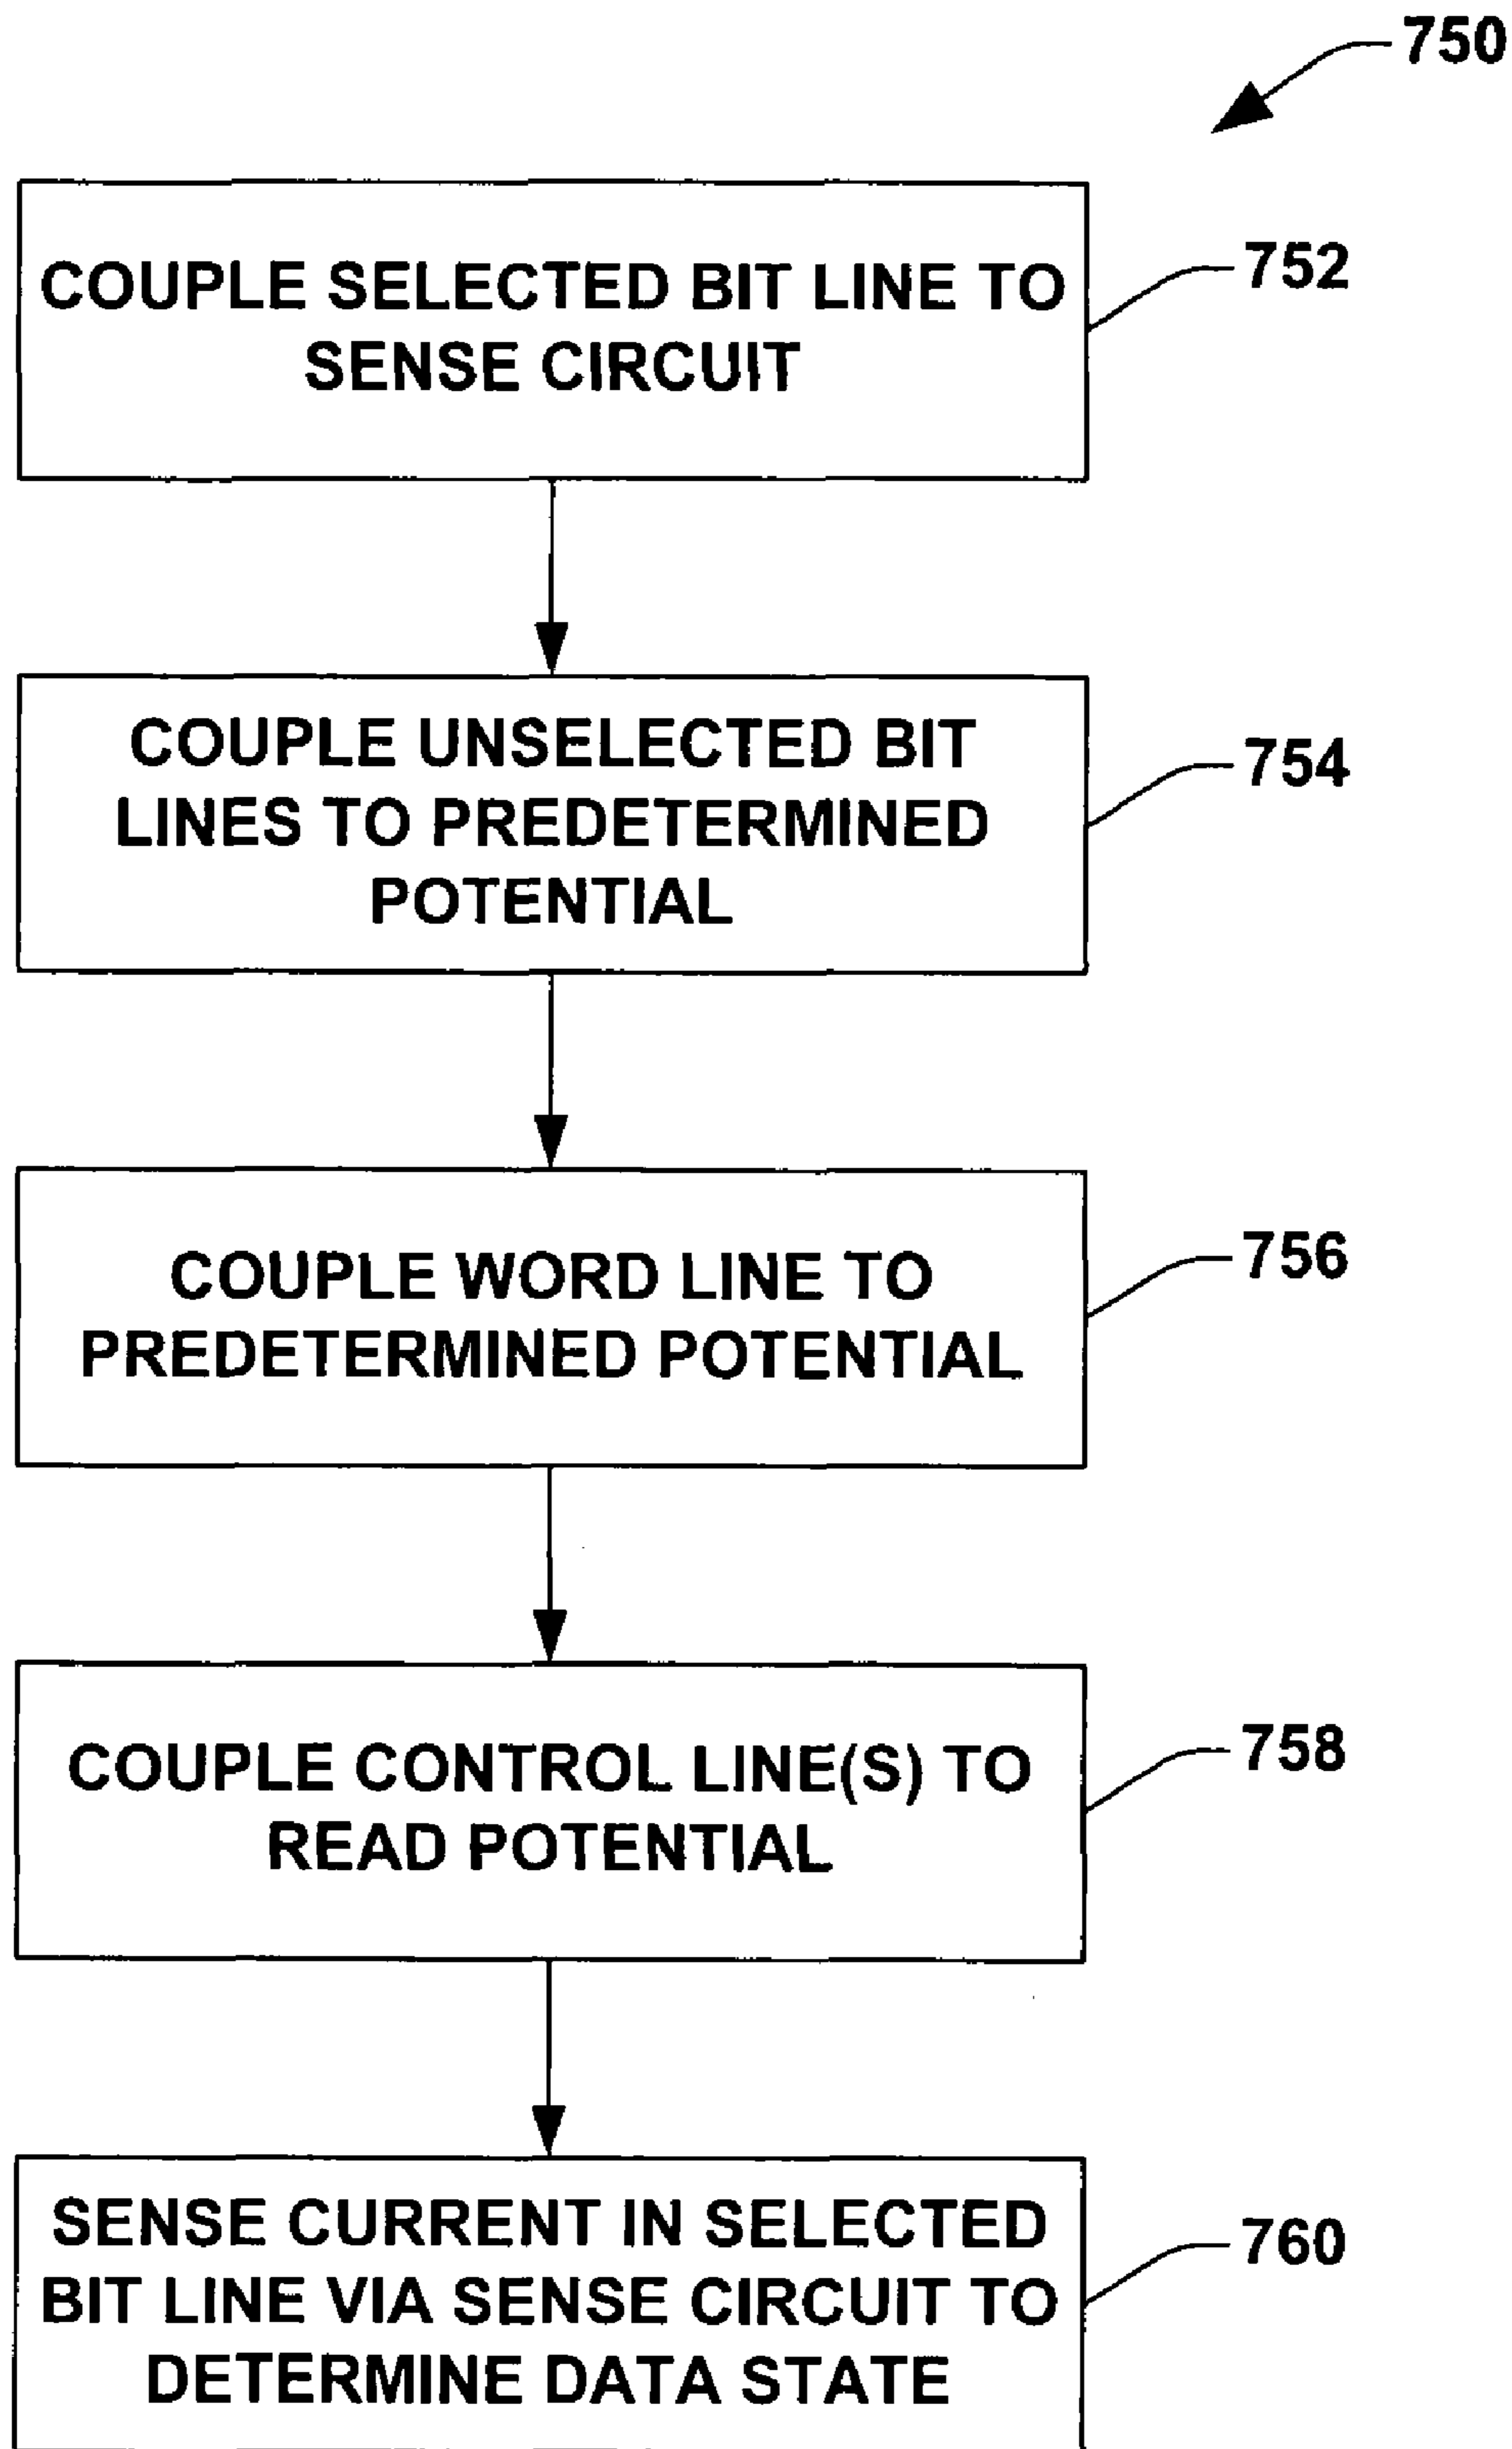 750
COUPLE SELECTED BIT LINE TO
SENSE CIRCUIT
752
COUPLE UNSELECTED BIT
LINES TO PREDETERMINED
POTENTIAL
754
COUPLE WORD LINE TO
PREDETERMINED POTENTIAL
756
COUPLE CONTROL LINE(S) TO
READ POTENTIAL
758
SENSE CURRENT IN SELECTED
BIT LINE VIA SENSE CIRCUIT TO
DETERMINE DATA STATE
760